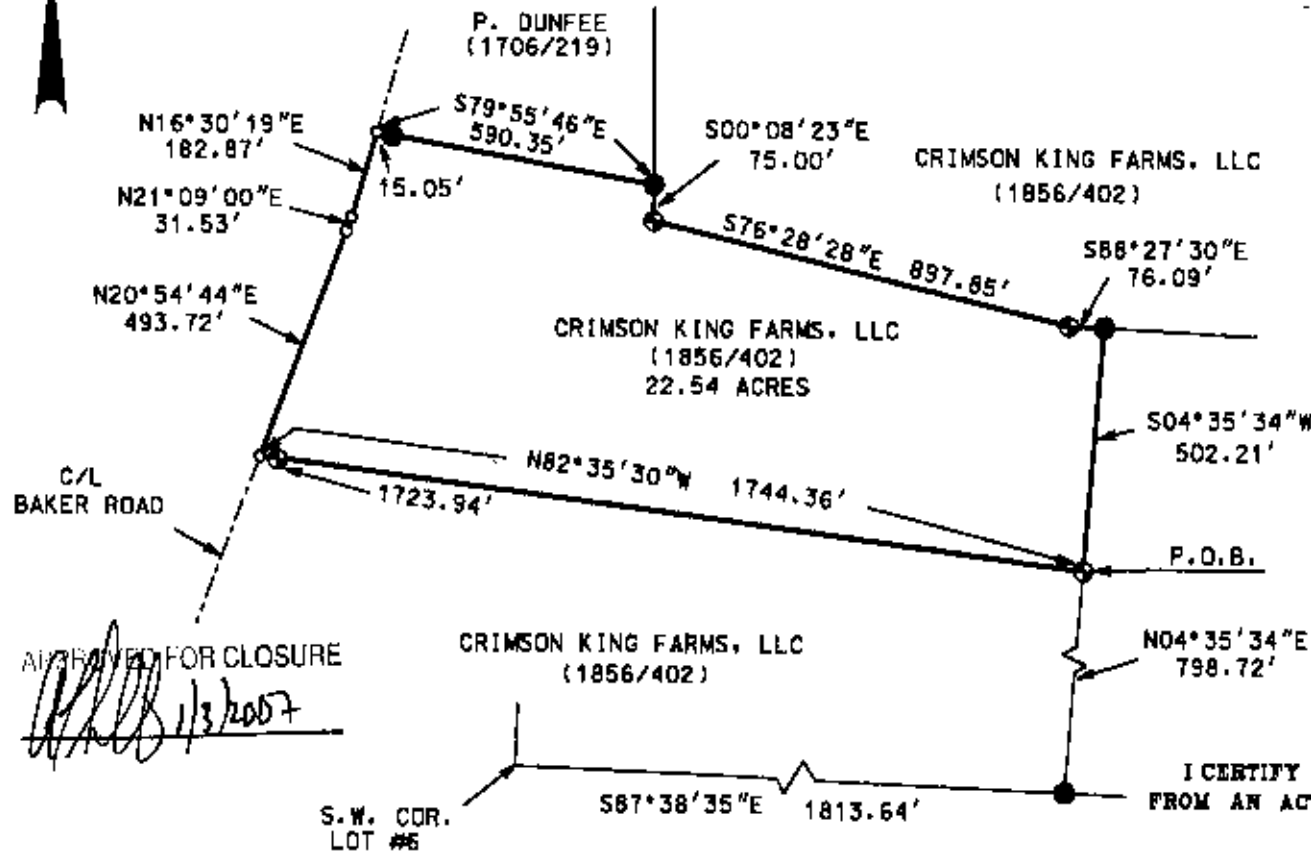 P. DUNFEE
(1706/219)
N16°30'19"E
182.87'
S79°55'46"E
590.35'
S00°08'23"E
75.00'
CRIMSON KING FARMS, LLC
(1856/402)
N21°09'00"E
31.53'
15.05'
S76°28'28"E 897.85'
S88°27'30"E
76.09'
N20°54'44"E
493.72'
CRIMSON KING FARMS, LLC
(1856/402)
22.54 ACRES
S04°35'34"W
502.21'
N82°35'30"W 1744.36'
1723.94'
C/L
BAKER ROAD
P.O.B.
APPROVED FOR CLOSURE
1/3/2007
CRIMSON KING FARMS, LLC
(1856/402)
N04°35'34"E
798.72'
S87°38'35"E 1813.64'
S.W. COR.
LOT #6
I CERTIFY
FROM AN ACT